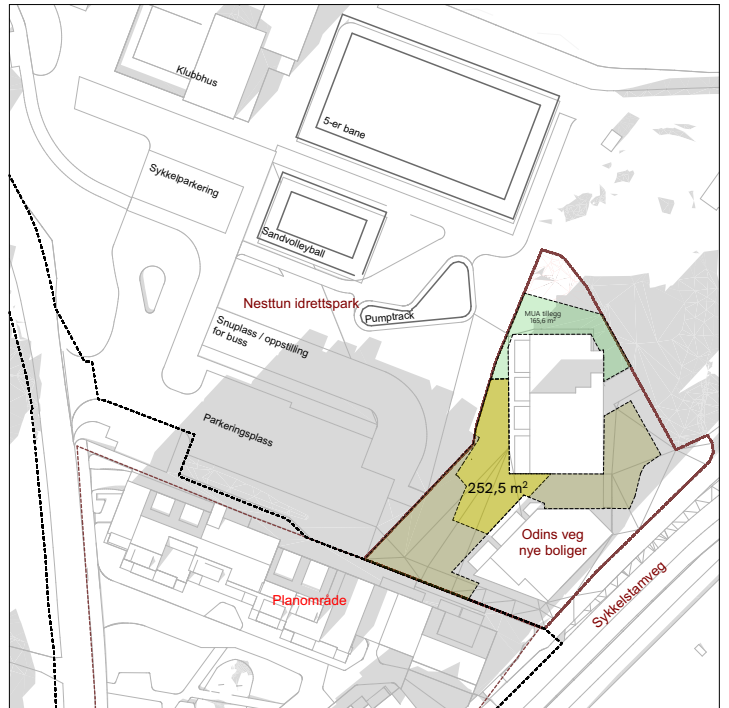 Klubbhus
5-er bane
Sykkelparkering
Sandvolleyball
Nesttun idrettspark
Pumptrack
MUA tillegg
165,6 m²
Snuplass / oppstilling
for buss
Parkeringsplass
252,5 m²
Odins veg
nye boliger
Planområde
Sykkelstamveg